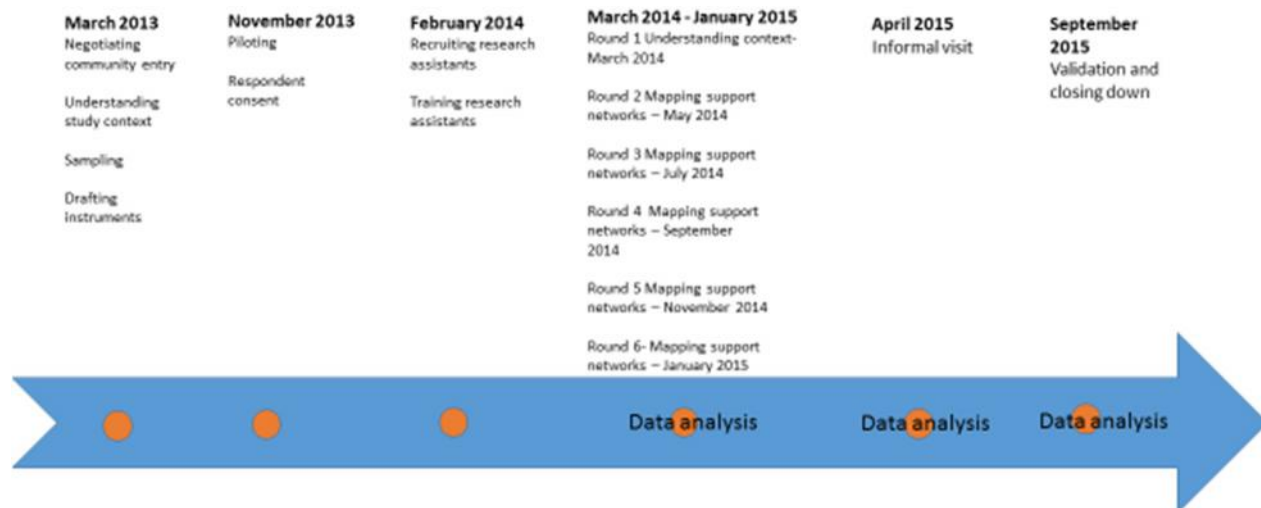 March 2013
Negotiating
community entry
Understanding
study context
Sampling
Drafting
instruments
November 2013
Piloting
Respondent
consent
February 2014
Recruiting research
assistants
Training research
assistants
March 2014 - January 2015
Round 1 Understanding context-
March 2014
Round 2 Mapping support
networks – May 2014
Round 3 Mapping support
networks – July 2014
Round 4 Mapping support
networks – September
2014
Round 5 Mapping support
networks – November 2014
Round 6- Mapping support
networks – January 2015
April 2015
Informal visit
September
2015
Validation and
closing down
Data analysis
Data analysis
Data analysis